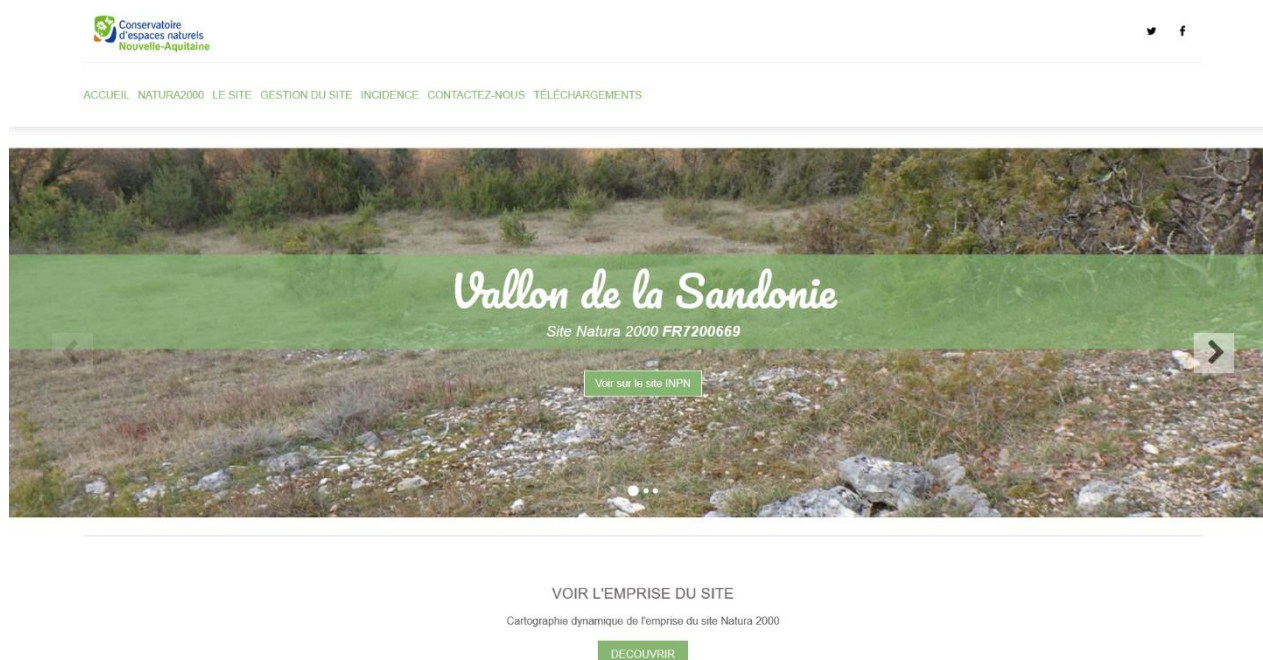 Conservatoire
d'espaces naturels
Nouvelle-Aquitaine
ACCUEIL NATURA2000 LE SITE GESTION DU SITE INCIDENCE CONTACTEZ-NOUS TÉLÉCHARGEMENTS
Vallon de la Sandonie
Site Natura 2000 FR7200669
Voir sur le site INPN
VOIR L'EMPRISE DU SITE
Cartographie dynamique de l'emprise du site Natura 2000
DECOUVRIR